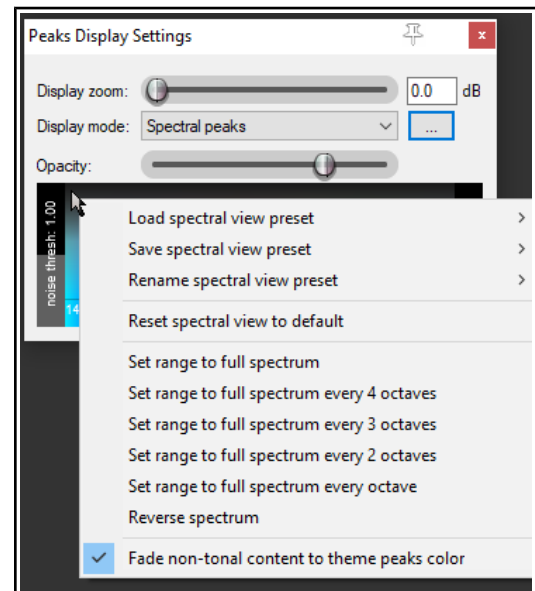 Peaks Display Settings
x
Display zoom: 0.0 dB
Display mode: Spectral peaks ...
Opacity:
noise thresh: 1.00
14
Load spectral view preset
Save spectral view preset
Rename spectral view preset
Reset spectral view to default
Set range to full spectrum
Set range to full spectrum every 4 octaves
Set range to full spectrum every 3 octaves
Set range to full spectrum every 2 octaves
Set range to full spectrum every octave
Reverse spectrum
Fade non-tonal content to theme peaks color